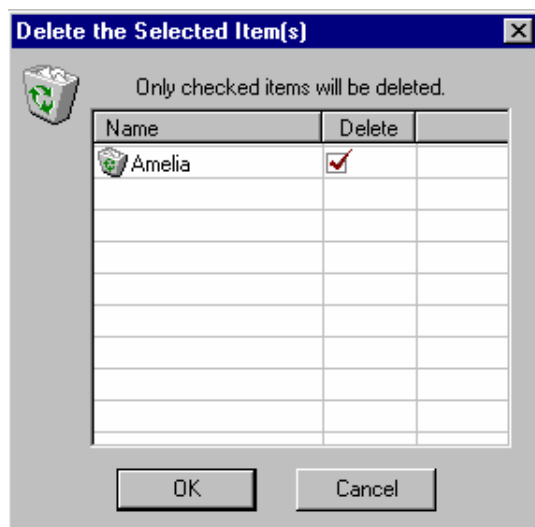 Delete the Selected Item(s)
Only checked items will be deleted.
Name Delete
Amelia
OK Cancel